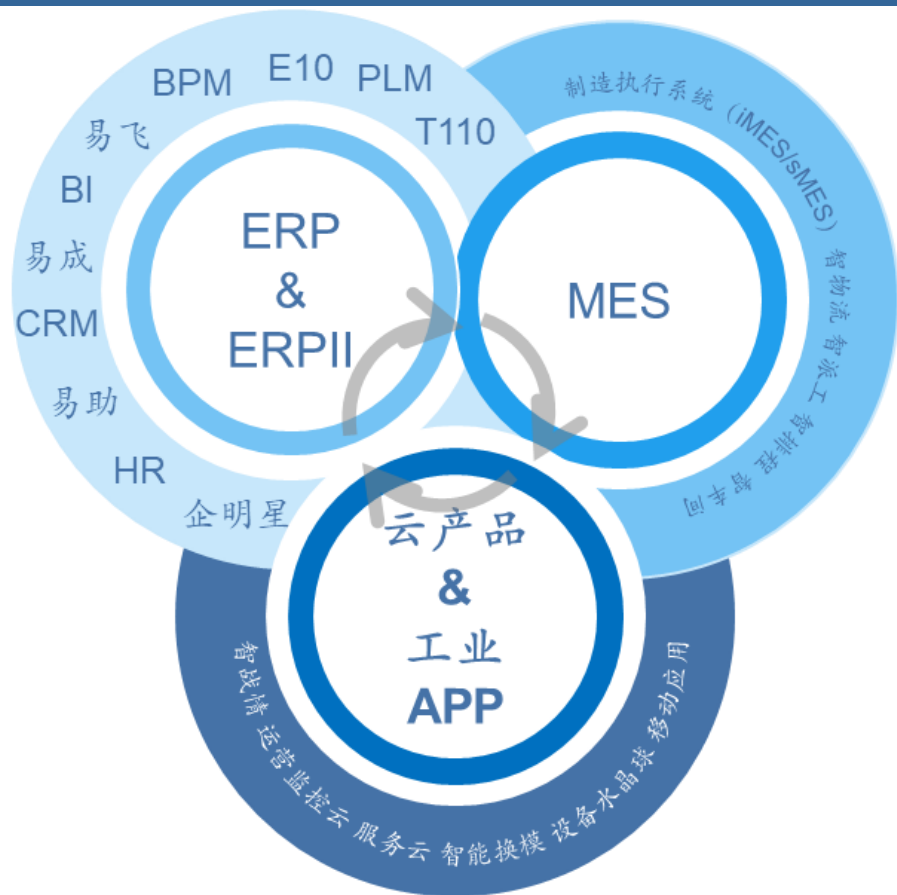 企明星
HR
易助
CRM
易成
BI
易飞
BPM
E10
PLM
T110
ERP
&
ERPII
制造执行系统（iMES/sMES） 智物流 智派工 智排程 智车间
MES
云产品
&
工业
APP
智战情 运营监控云 服务云 智能换模 设备水晶球 移动应用